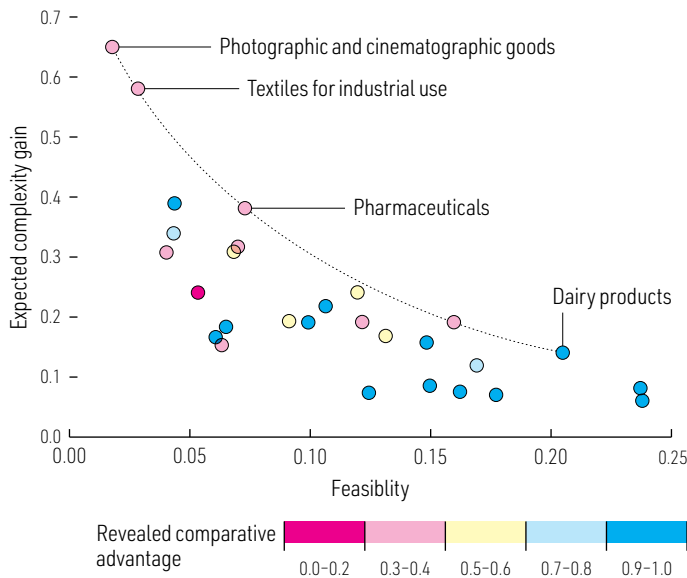 0.7
Photographic and cinematographic goods
0.6
Textiles for industrial use
0.5
Expected complexity gain
0.4
Pharmaceuticals
0.3
Dairy products
0.2
0.1
0.0
0.00 0.05 0.10 0.15 0.20 0.25
Feasiblity
Revealed comparative
advantage
0.0–0.2 0.3–0.4 0.5–0.6 0.7–0.8 0.9–1.0